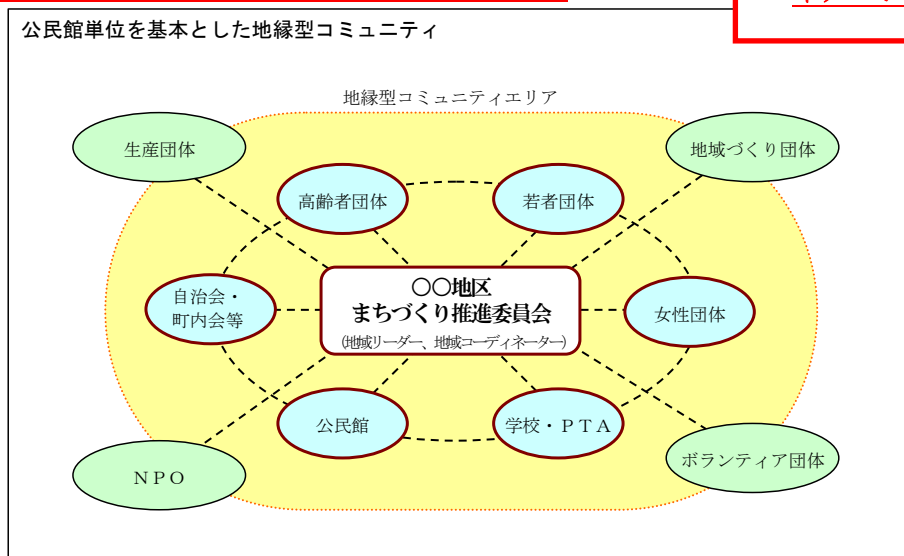 公民館単位を基本とした地縁型コミュニティ
地縁型コミュニティエリア
生産団体
地域づくり団体
高齢者団体
若者団体
〇〇地区
まちづくり推進委員会
(地域リーダー、地域コーディネーター)
自治会・
町内会等
女性団体
公民館
学校・ＰＴＡ
ＮＰＯ
ボランティア団体